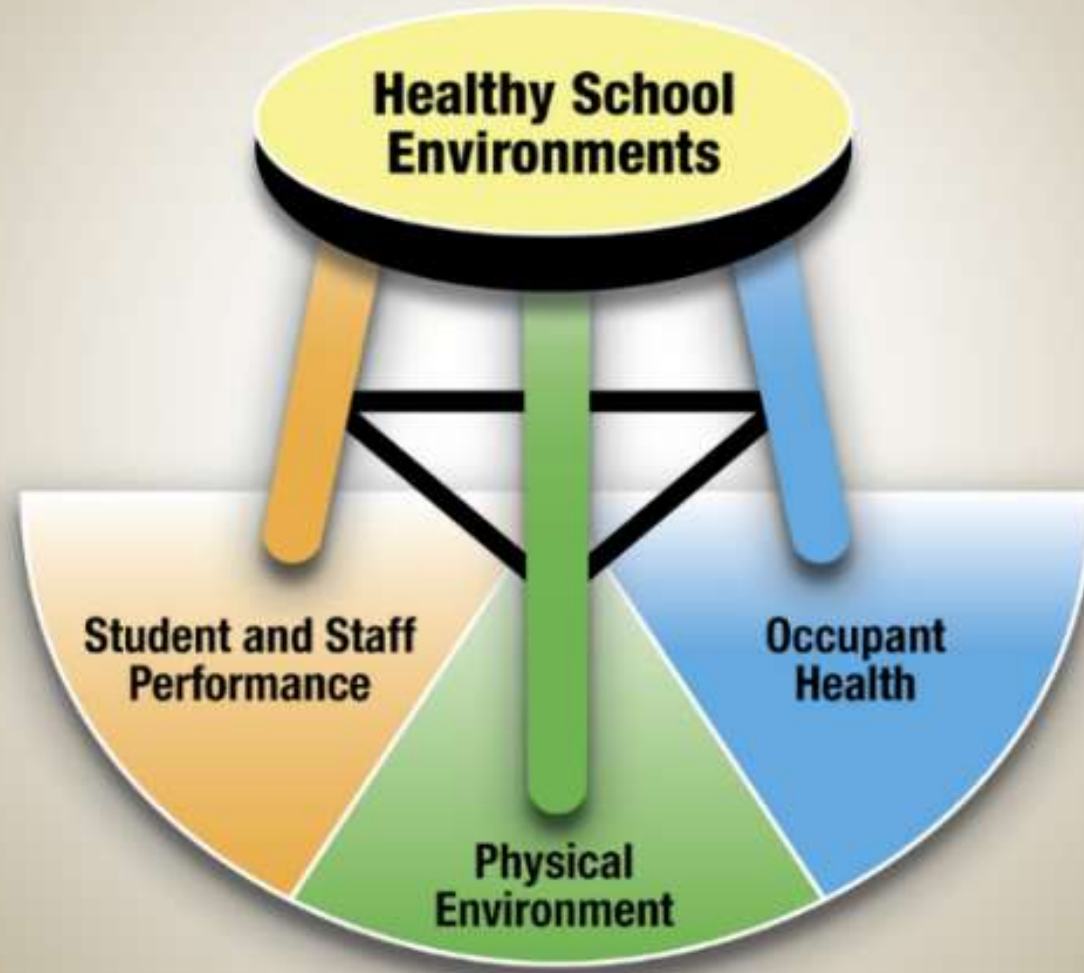 Healthy School
Environments
Student and Staff
Performance
Occupant
Health
Physical
Environment